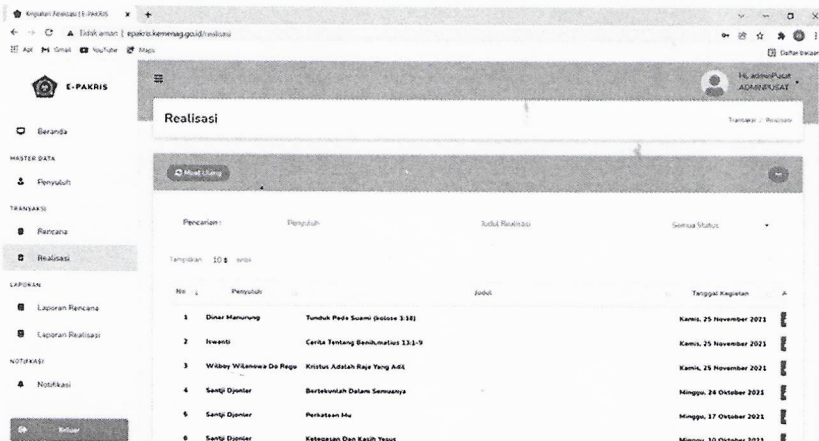 Kegiatan Realisasi | E-PAKRIS
Tidak aman | epakris.kemenag.go.id/realisasi
Api Gmail YouTube Maps
Daftar bacaan
E-PAKRIS
Hi, adminPusat
ADMINPUSAT
Realisasi
Transaksi / Realisasi
Beranda
MASTER DATA
Penyuluh
TRANSAKSI
Rencana
Realisasi
LAPORAN
Laporan Rencana
Laporan Realisasi
NOTIFIKASI
Notifikasi
Keluar
Muat Ulang
Pencarian : Penyuluh Judul Realisasi Semua Status
Tampilkan 10 entri
No Penyuluh Judul Tanggal Kegiatan A
1 Dinar Manurung Tunduk Pada Suami (kolose 3:18) Kamis, 25 November 2021
2 Iswanti Cerita Tentang Benih.matius 13:1-9 Kamis, 25 November 2021
3 Wilboy Wilenowa Do Rego Kristus Adalah Raja Yang Adil Kamis, 25 November 2021
4 Santji Djonler Bertekunlah Dalam Semuanya Minggu, 24 Oktober 2021
5 Santji Djonler Perkataan Mu Minggu, 17 Oktober 2021
6 Santji Djonler Ketegasan Dan Kasih Yesus Minggu, 10 Oktober 2021